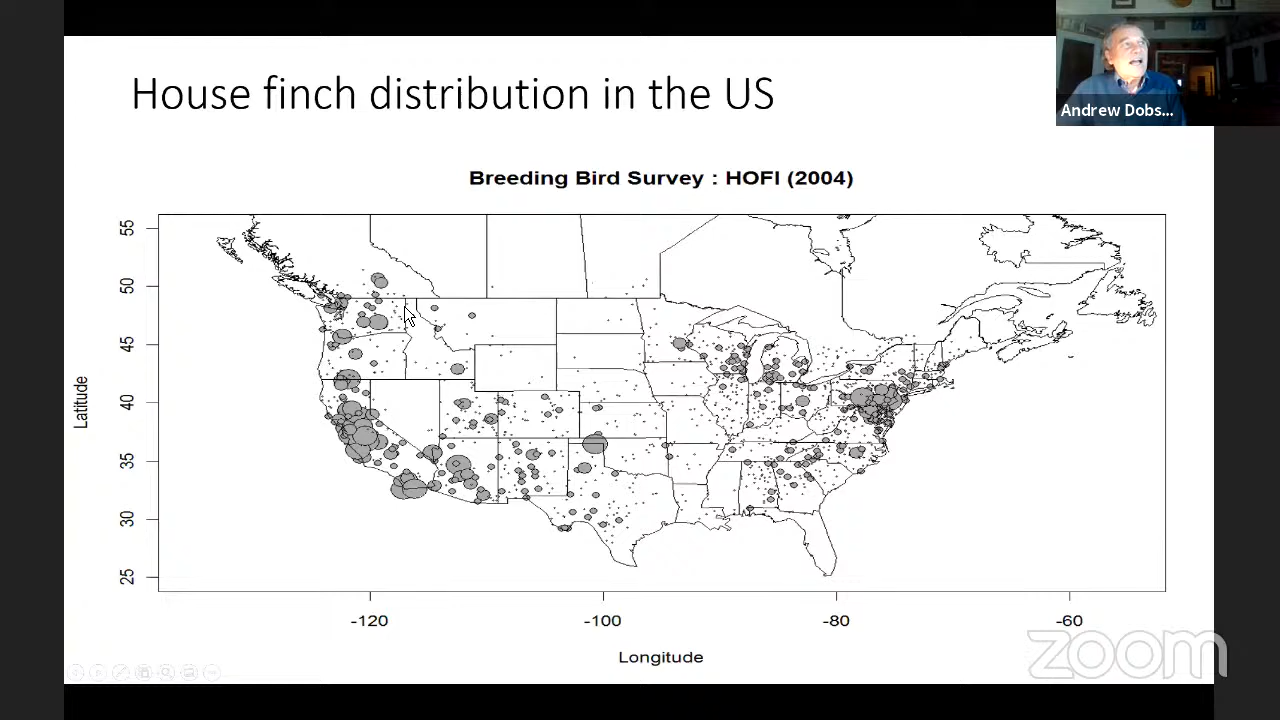 House finch distribution in the US
Andrew Dobs...
Breeding Bird Survey : HOFI (2004)
55
50
45
40
35
30
25
Latitude
-120
-100
-80
-60
Longitude
zoom